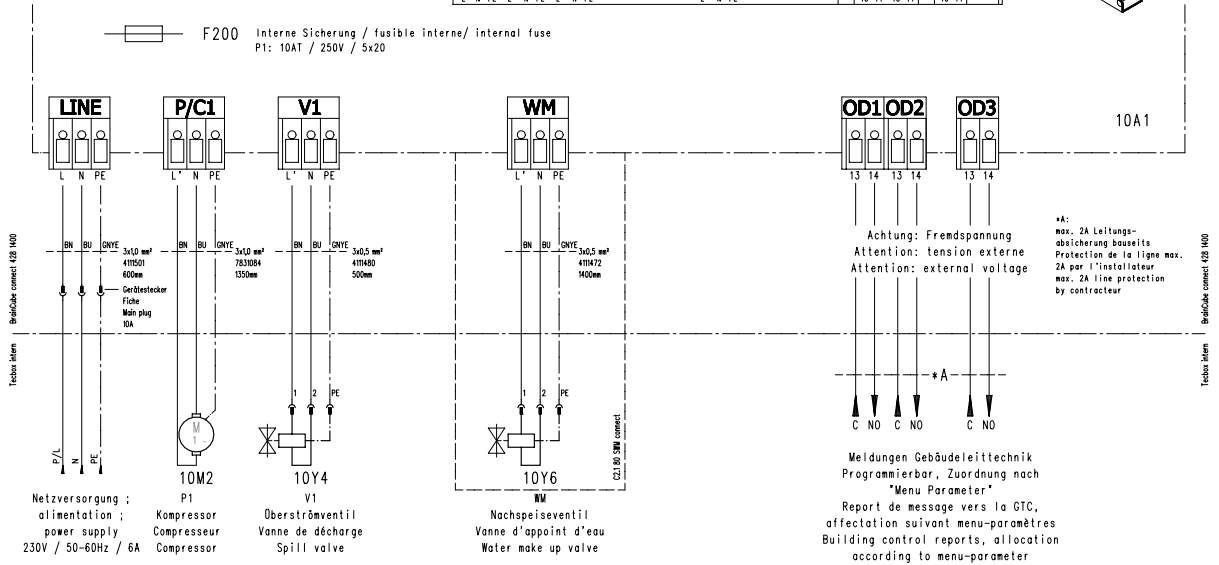 F200 Interne Sicherung / fusible interne/ internal fuse
P1: 10AT / 250V / 5x20
LINE
P/C1
V1
WM
OD1 OD2
OD3
10A1
L N PE
L' N PE
L' N PE
L' N PE
13 14 13 14
13 14
BN BU GNYE
3x1,0 mm²
4111501
600mm
BN BU GNYE
3x1,0 mm²
7831084
1350mm
BN BU GNYE
3x0,5 mm²
4111480
500mm
BN BU GNYE
3x0,5 mm²
4111472
1400mm
Gerätestecker
Fiche
Main plug
10A
Achtung: Fremdspannung
Attention: tension externe
Attention: external voltage
*A:
max. 2A Leitungs-
absicherung bauseits
Protection de la ligne max.
2A par l'installateur
max. 2A line protection
by contracteur
BrainCube connect 428 1400
Tecbox intern
BrainCube connect 428 1400
Tecbox intern
*A
1 2 PE
1 2 PE
M
1 ~
P/L
N
PE
C NO C NO
C NO
C2.1 80 SWM connect
Netzversorgung ;
alimentation ;
power supply
230V / 50-60Hz / 6A
10M2
P1
Kompressor
Compresseur
Compressor
10Y4
V1
Überströmventil
Vanne de décharge
Spill valve
10Y6
WM
Nachspeiseventil
Vanne d'appoint d'eau
Water make up valve
Meldungen Gebäudeleittechnik
Programmierbar, Zuordnung nach
"Menu Parameter"
Report de message vers la GTC,
affectation suivant menu-paramètres
Building control reports, allocation
according to menu-parameter